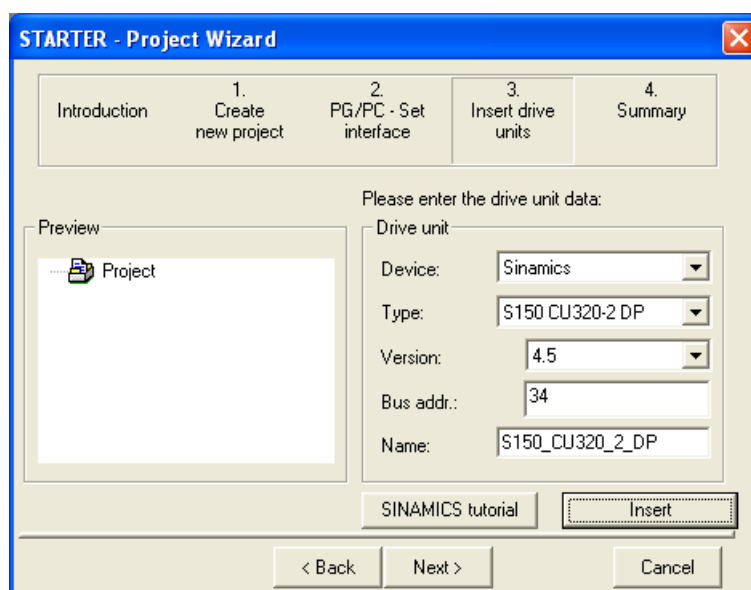 STARTER - Project Wizard
Introduction
1.
Create
new project
2.
PG/PC - Set
interface
3.
Insert drive
units
4.
Summary
Please enter the drive unit data:
Preview
Project
Drive unit
Device:
Sinamics
Type:
S150 CU320-2 DP
Version:
4.5
Bus addr.:
34
Name:
S150_CU320_2_DP
SINAMICS tutorial
Insert
< Back
Next >
Cancel